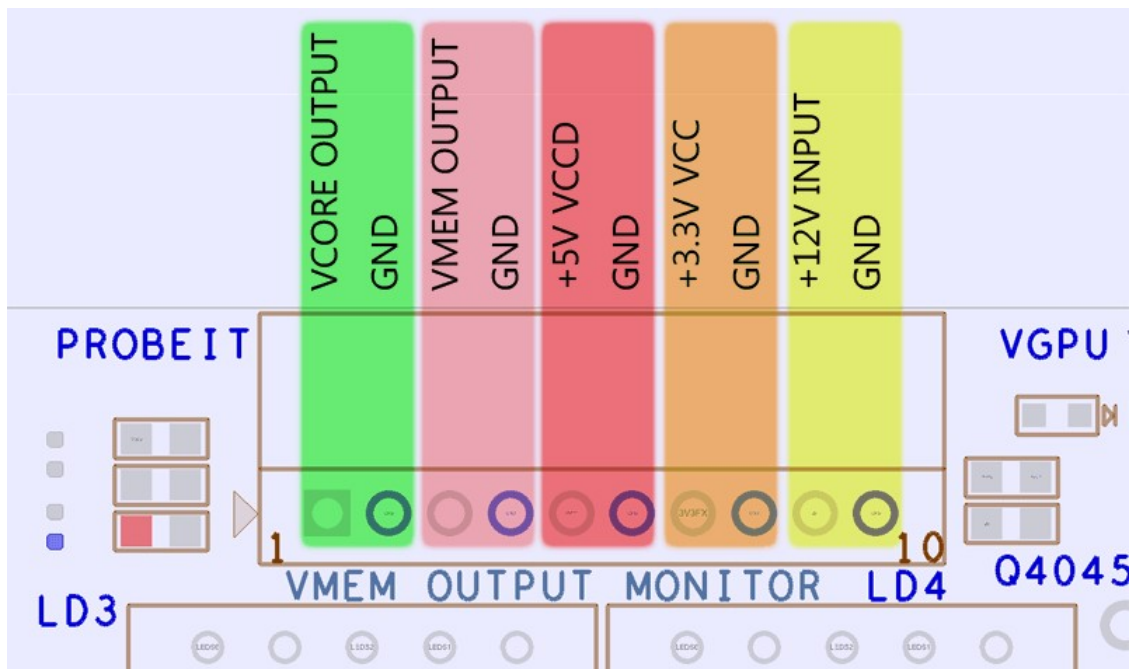 VCORE OUTPUT
GND
VMEM OUTPUT
GND
+5V VCCD
GND
+3.3V VCC
GND
+12V INPUT
GND
PROBEIT
VGPU
3V3FX
1
10
VMEM OUTPUT MONITOR
LD4
Q4045
LD3